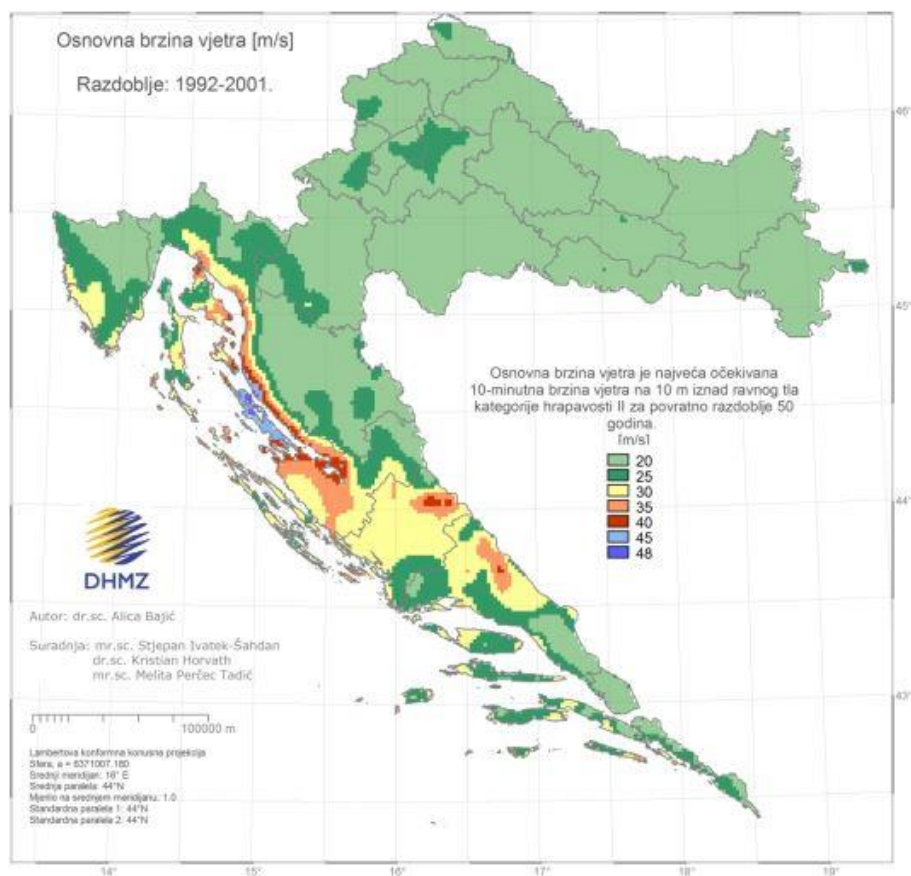 Osnovna brzina vjetra [m/s]
Razdoblje: 1992-2001.
46°
45°
Osnovna brzina vjetra je najveća očekivana
10-minutna brzina vjetra na 10 m iznad ravnog tla
kategorije hrapavosti II za povratno razdoblje 50
godina.
[m/s]
20
25
30
35
40
45
48
44°
DHMZ
Autor: dr.sc. Alica Bajić
Suradnja: mr.sc. Stjepan Ivatek-Šahdan
dr.sc. Kristian Horvath
mr.sc. Melita Perčec Tadić
43°
0 100000 m
Lambertova konformna konusna projekcija
Sfera, a = 6371007.180
Srednji meridijan: 16° E
Srednja paralela: 44°N
Mjerilo na srednjem meridijanu: 1.0
Standardna paralela 1: 44°N
Standardna paralela 2: 44°N
14° 15° 16° 17° 18° 19°